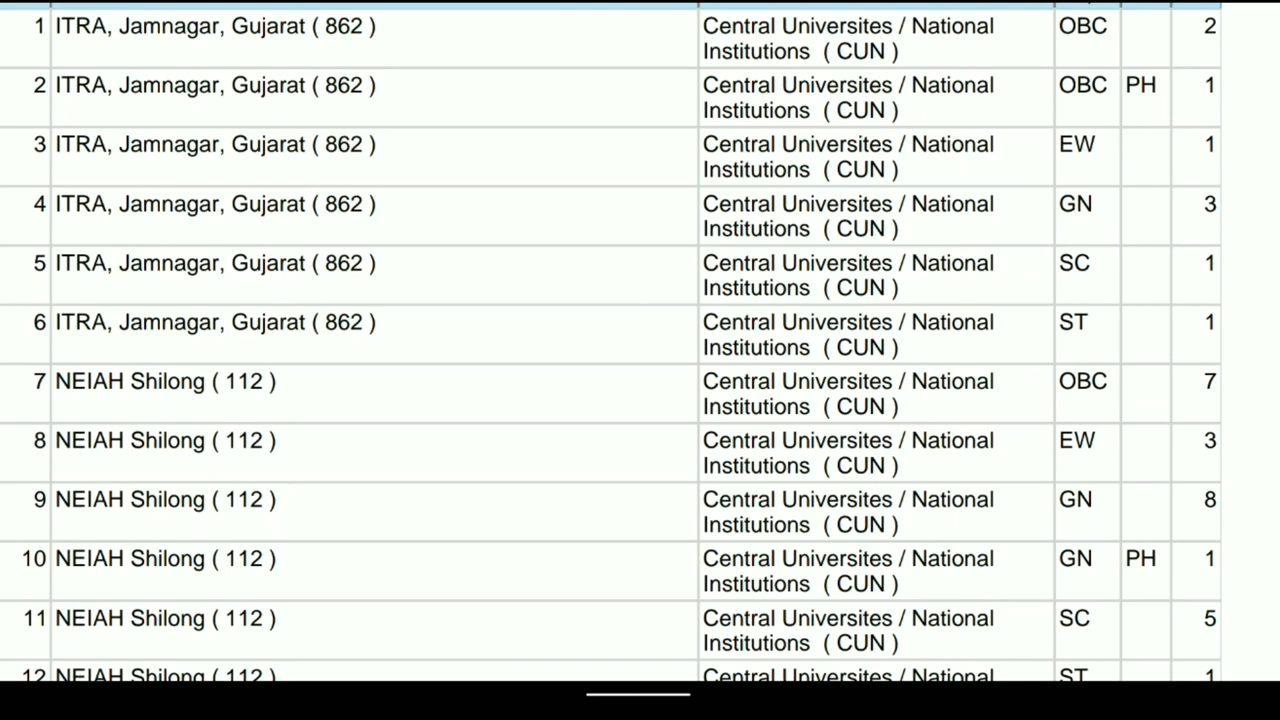 1 ITRA, Jamnagar, Gujarat ( 862 ) Central Universites / National OBC 2
Institutions ( CUN )
2 ITRA, Jamnagar, Gujarat ( 862 ) Central Universites / National OBC PH 1
Institutions ( CUN )
3 ITRA, Jamnagar, Gujarat ( 862 ) Central Universites / National EW 1
Institutions ( CUN )
4 ITRA, Jamnagar, Gujarat ( 862 ) Central Universites / National GN 3
Institutions ( CUN )
5 ITRA, Jamnagar, Gujarat ( 862 ) Central Universites / National SC 1
Institutions ( CUN )
6 ITRA, Jamnagar, Gujarat ( 862 ) Central Universites / National ST 1
Institutions ( CUN )
7 NEIAH Shilong ( 112 ) Central Universites / National OBC 7
Institutions ( CUN )
8 NEIAH Shilong ( 112 ) Central Universites / National EW 3
Institutions ( CUN )
9 NEIAH Shilong ( 112 ) Central Universites / National GN 8
Institutions ( CUN )
10 NEIAH Shilong ( 112 ) Central Universites / National GN PH 1
Institutions ( CUN )
11 NEIAH Shilong ( 112 ) Central Universites / National SC 5
Institutions ( CUN )
12 NEIAH Shilong ( 112 ) Central Universites / National ST 1